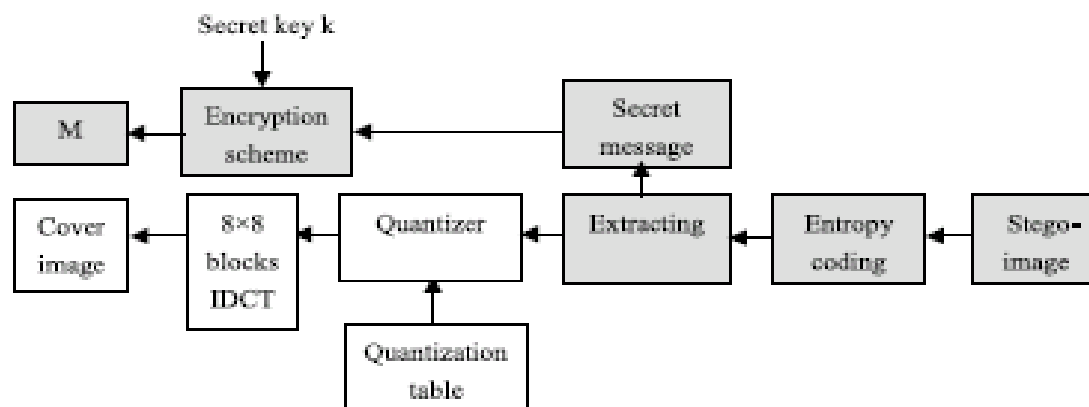 Secret key k
M
Encryption
scheme
Secret
message
Cover
image
8×8
blocks
IDCT
Quantizer
Extracting
Entropy
coding
Stego-
image
Quantization
table